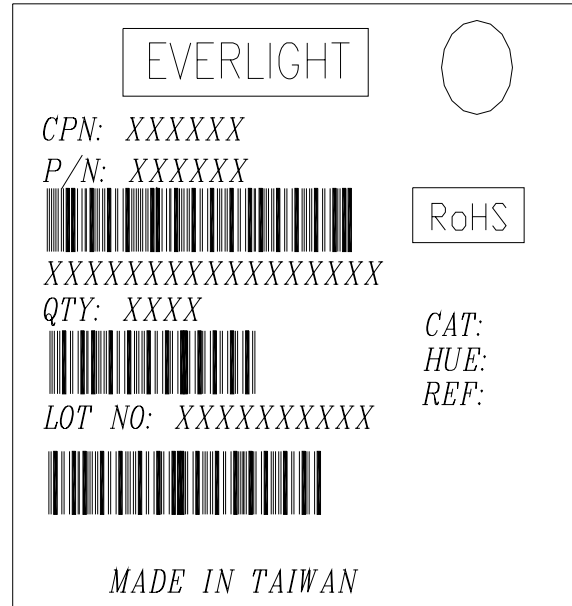 EVERLIGHT
CPN: XXXXXX
P/N: XXXXXX
RoHS
XXXXXXXXXXXXXXXXX
QTY: XXXX
CAT:
HUE:
REF:
LOT NO: XXXXXXXXXX
MADE IN TAIWAN